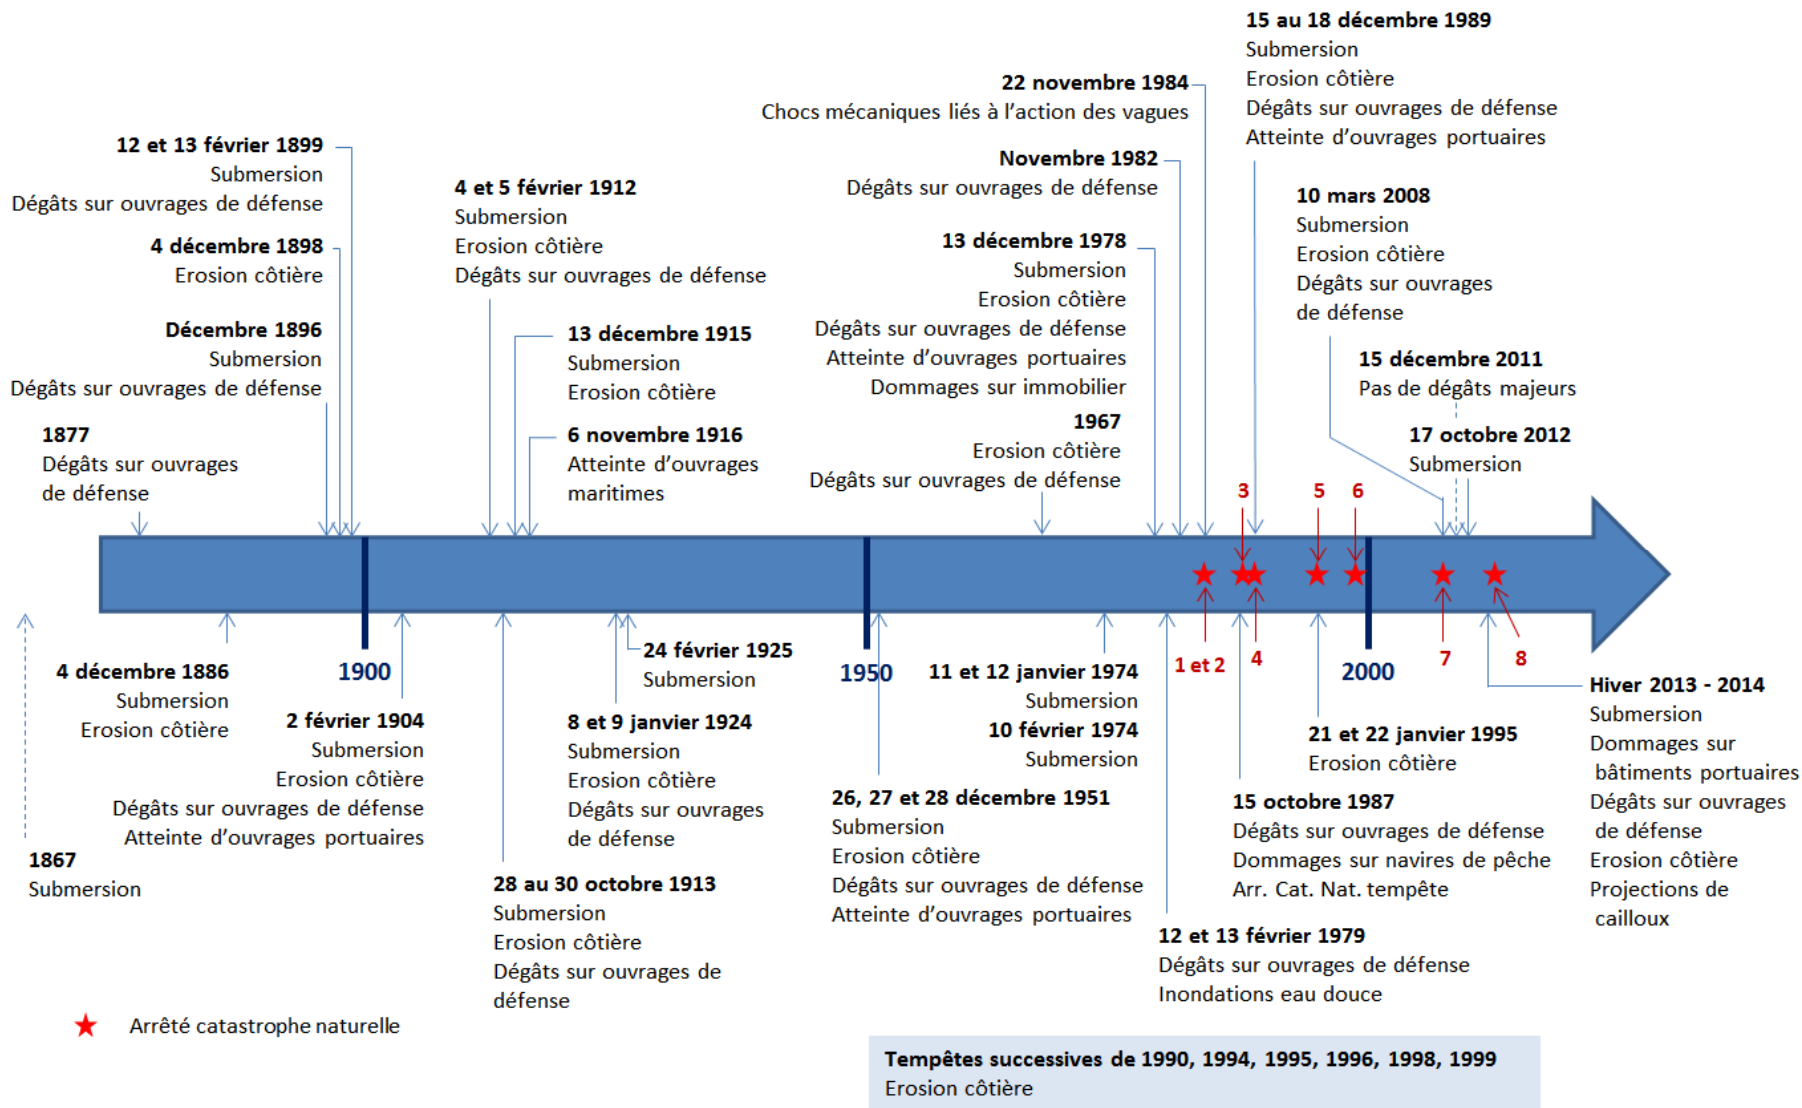 15 au 18 décembre 1989
Submersion
Erosion côtière
Dégâts sur ouvrages de défense
Atteinte d'ouvrages portuaires
22 novembre 1984
Chocs mécaniques liés à l'action des vagues
12 et 13 février 1899
Submersion
Dégâts sur ouvrages de défense
4 et 5 février 1912
Submersion
Erosion côtière
Dégâts sur ouvrages de défense
Novembre 1982
Dégâts sur ouvrages de défense
10 mars 2008
Submersion
Erosion côtière
Dégâts sur ouvrages
de défense
4 décembre 1898
Erosion côtière
13 décembre 1978
Submersion
Erosion côtière
Dégâts sur ouvrages de défense
Atteinte d'ouvrages portuaires
Dommages sur immobilier
Décembre 1896
Submersion
Dégâts sur ouvrages de défense
13 décembre 1915
Submersion
Erosion côtière
15 décembre 2011
Pas de dégâts majeurs
1877
Dégâts sur ouvrages
de défense
6 novembre 1916
Atteinte d'ouvrages
maritimes
1967
Erosion côtière
Dégâts sur ouvrages de défense
17 octobre 2012
Submersion
3
5
6
1900
1950
2000
1 et 2
4
7
8
4 décembre 1886
Submersion
Erosion côtière
24 février 1925
Submersion
11 et 12 janvier 1974
Submersion
10 février 1974
Submersion
Hiver 2013 - 2014
Submersion
Dommages sur
bâtiments portuaires
Dégâts sur ouvrages
de défense
Erosion côtière
Projections de
cailloux
2 février 1904
Submersion
Erosion côtière
Dégâts sur ouvrages de défense
Atteinte d'ouvrages portuaires
8 et 9 janvier 1924
Submersion
Erosion côtière
Dégâts sur ouvrages
de défense
21 et 22 janvier 1995
Erosion côtière
26, 27 et 28 décembre 1951
Submersion
Erosion côtière
Dégâts sur ouvrages de défense
Atteinte d'ouvrages portuaires
15 octobre 1987
Dégâts sur ouvrages de défense
Dommages sur navires de pêche
Arr. Cat. Nat. tempête
1867
Submersion
28 au 30 octobre 1913
Submersion
Erosion côtière
Dégâts sur ouvrages de
défense
12 et 13 février 1979
Dégâts sur ouvrages de défense
Inondations eau douce
Arrêté catastrophe naturelle
Tempêtes successives de 1990, 1994, 1995, 1996, 1998, 1999
Erosion côtière